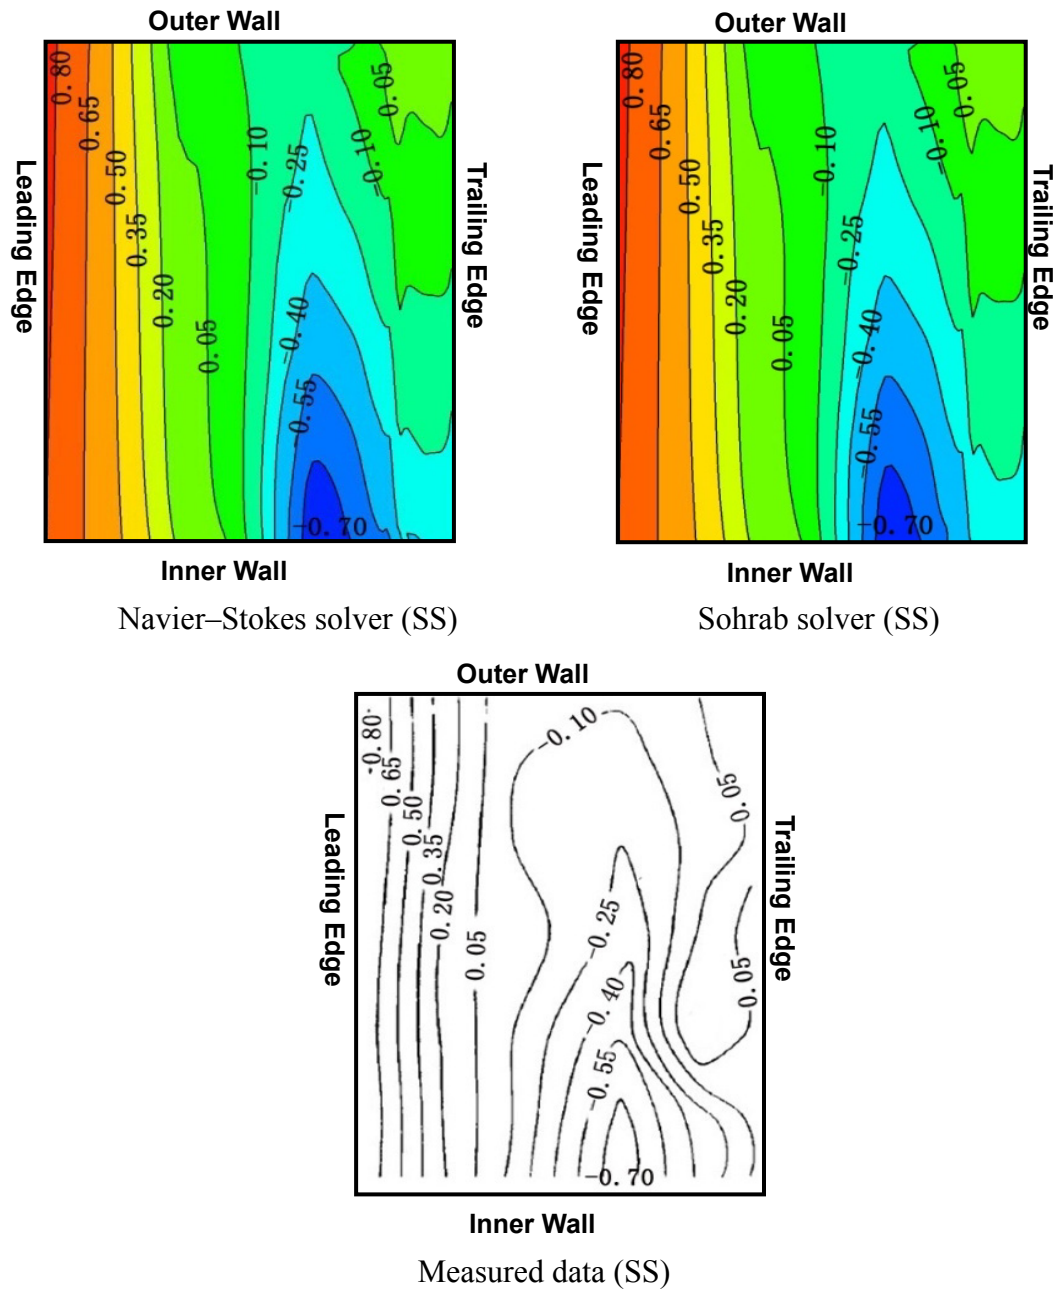 Outer Wall
0.80
0.65
0.50
0.35
0.20
0.05
-0.10
-0.25
-0.40
-0.55
-0.70
-0.10
0.05
Leading Edge
Trailing Edge
Inner Wall
Navier–Stokes solver (SS)
Outer Wall
0.80
0.65
0.50
0.35
0.20
0.05
-0.10
-0.25
-0.40
-0.55
-0.70
-0.10
0.05
Leading Edge
Trailing Edge
Inner Wall
Sohrab solver (SS)
Outer Wall
-0.80
0.65
0.50
0.35
0.20
0.05
-0.10
-0.25
-0.40
-0.55
-0.70
0.05
0.05
Leading Edge
Trailing Edge
Inner Wall
Measured data (SS)